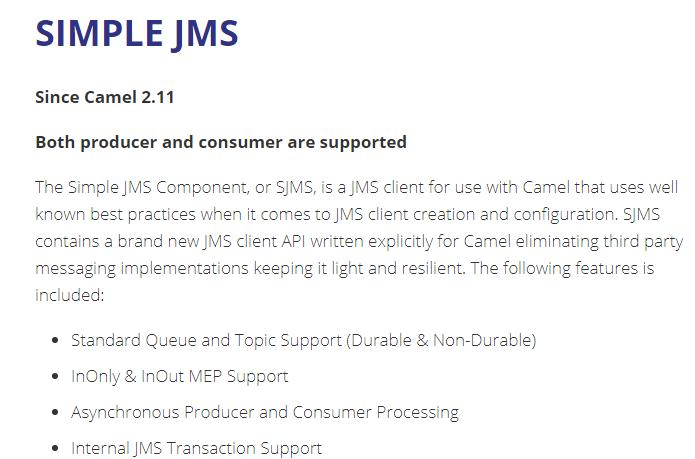 SIMPLE JMS
Since Camel 2.11
Both producer and consumer are supported
The Simple JMS Component, or SJMS, is a JMS client for use with Camel that uses well
known best practices when it comes to JMS client creation and configuration. SJMS
contains a brand new JMS client API written explicitly for Camel eliminating third party
messaging implementations keeping it light and resilient. The following features is
included:
• Standard Queue and Topic Support (Durable & Non-Durable)
• InOnly & InOut MEP Support
• Asynchronous Producer and Consumer Processing
• Internal JMS Transaction Support